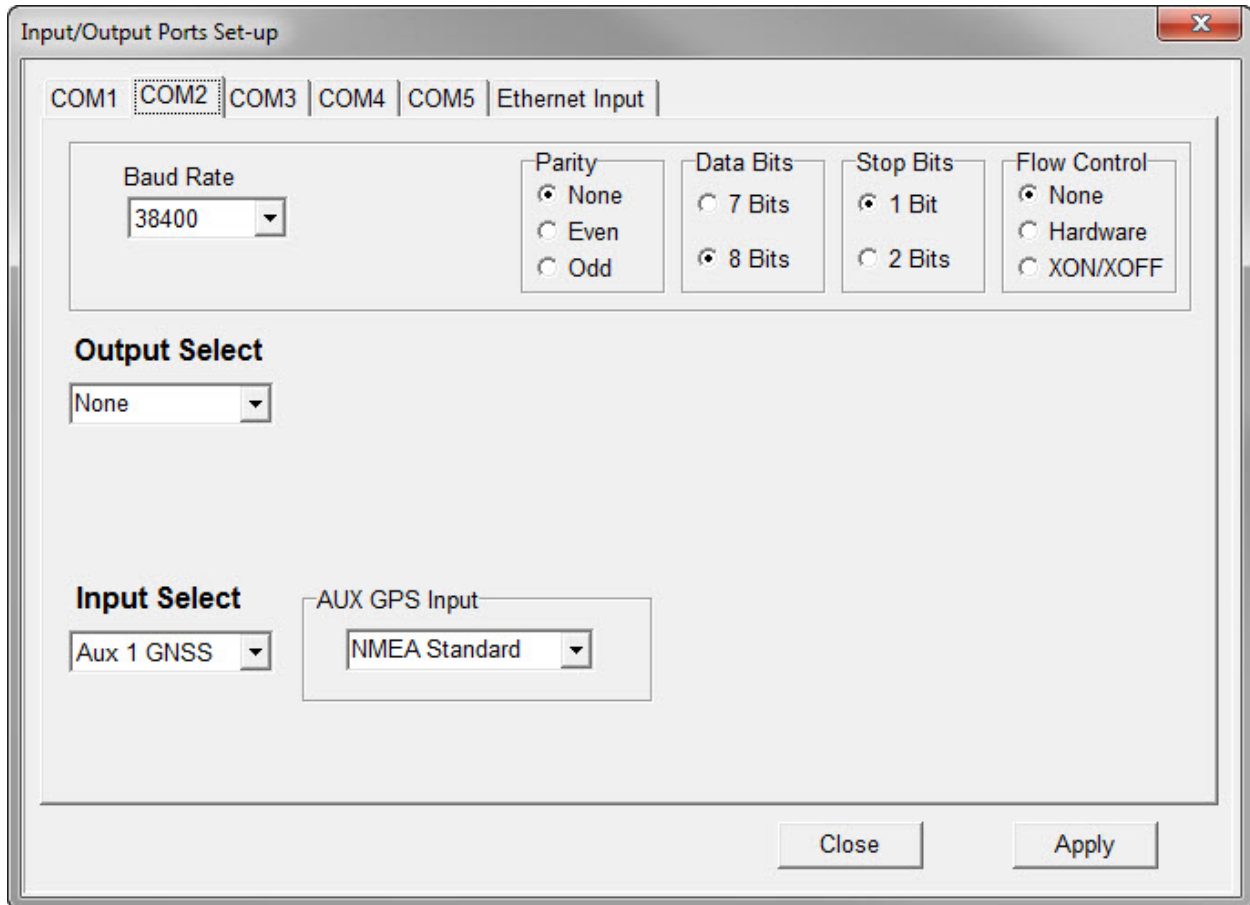 Input/Output Ports Set-up
X
COM1 COM2 COM3 COM4 COM5 Ethernet Input
Baud Rate
38400
Parity
None
Even
Odd
Data Bits
7 Bits
8 Bits
Stop Bits
1 Bit
2 Bits
Flow Control
None
Hardware
XON/XOFF
Output Select
None
Input Select
Aux 1 GNSS
AUX GPS Input
NMEA Standard
Close Apply